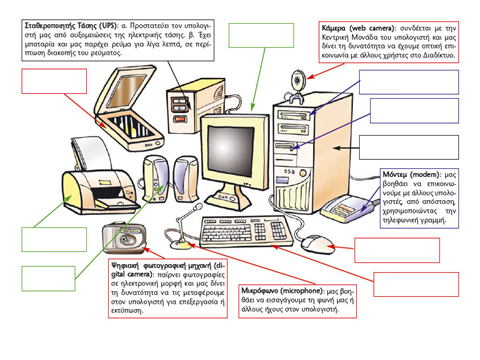 Σταθεροποιητής Τάσης (UPS): α. Προστατεύει τον υπολογι-
στή μας από αυξομειώσεις της ηλεκτρικής τάσης. β. Έχει
μπαταρία και μας παρέχει ρεύμα για λίγα λεπτά, σε περί-
πτωση διακοπής του ρεύματος.
Κάμερα (web camera): συνδέεται με την
Κεντρική Μονάδα του υπολογιστή και μας
δίνει τη δυνατότητα να έχουμε οπτική επι-
κοινωνία με άλλους χρήστες στο Διαδίκτυο.
Μόντεμ (modem): μας
βοηθάει να επικοινω-
νούμε με άλλους υπολο-
γιστές, από απόσταση,
χρησιμοποιώντας την
τηλεφωνική γραμμή.
Ψηφιακή φωτογραφική μηχανή (di-
gital camera): παίρνει φωτογραφίες
σε ηλεκτρονική μορφή και μας δίνει
τη δυνατότητα να τις μεταφέρουμε
στον υπολογιστή για επεξεργασία ή
εκτύπωση.
Μικρόφωνο (microphone): μας βοη-
θάει να εισαγάγουμε τη φωνή μας ή
άλλους ήχους στον υπολογιστή.